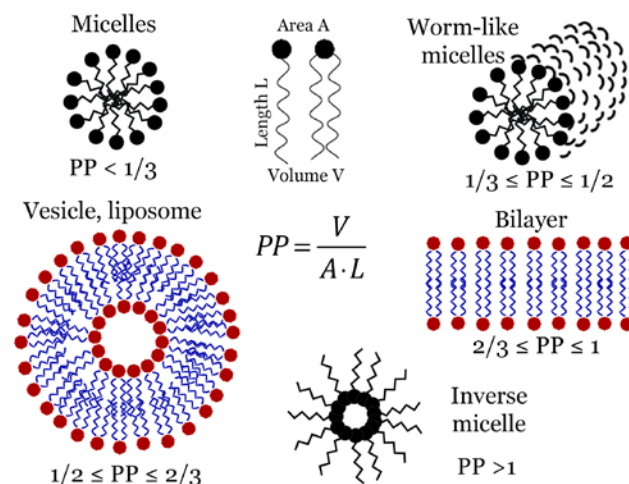 Micelles
PP < 1/3
Area A
Length L
Volume V
Worm-like
micelles
1/3 ≤ PP ≤ 1/2
Vesicle, liposome
1/2 ≤ PP ≤ 2/3
PP = V / A·L
Bilayer
2/3 ≤ PP ≤ 1
Inverse
micelle
PP >1